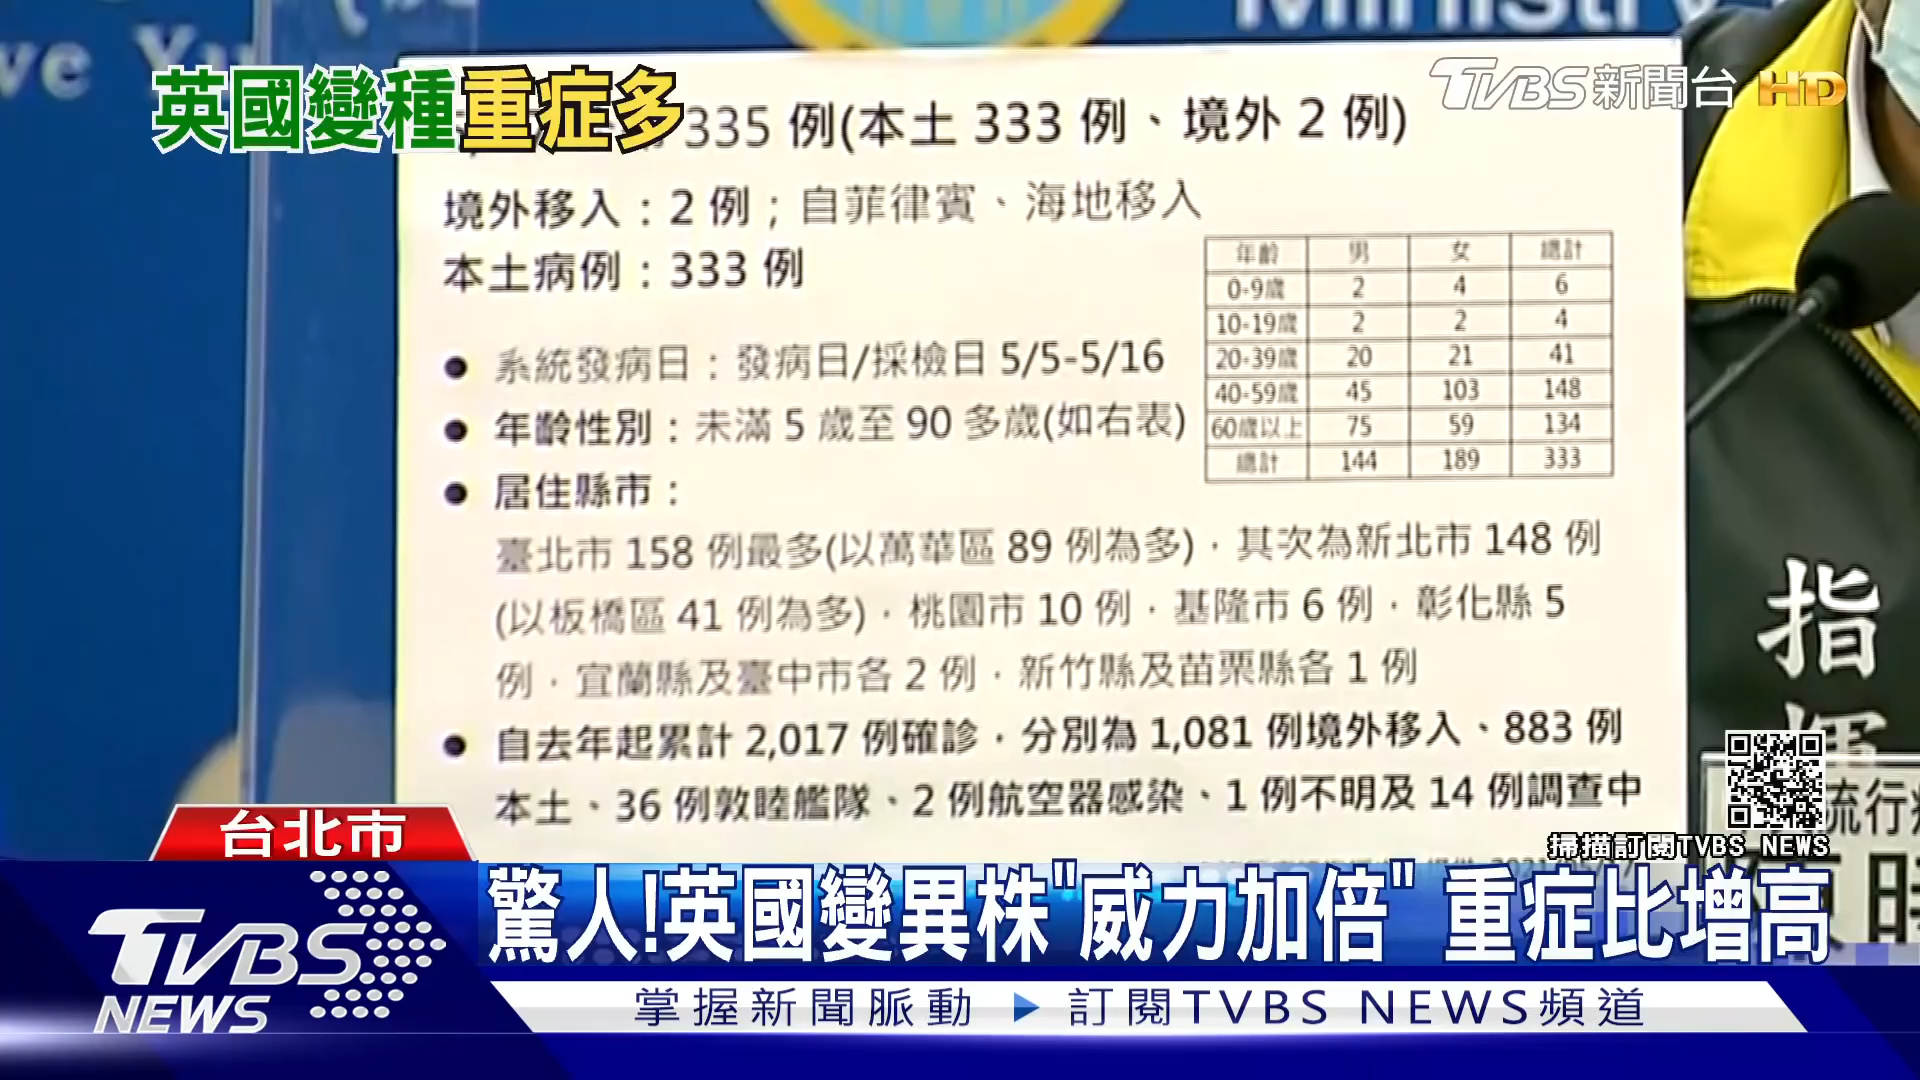 ve Yu
Ministry
英國變種重症多
TVBS新聞台 HD
335 例(本土 333 例、境外 2 例)
境外移入：2 例；自菲律賓、海地移入
本土病例：333 例
年齡 男 女 總計
0-9歲 2 4 6
10-19歲 2 2 4
20-39歲 20 21 41
40-59歲 45 103 148
60歲以上 75 59 134
總計 144 189 333
● 系統發病日：發病日/採檢日 5/5-5/16
● 年齡性別：未滿 5 歲至 90 多歲(如右表)
● 居住縣市：
臺北市 158 例最多(以萬華區 89 例為多)，其次為新北市 148 例
(以板橋區 41 例為多)，桃園市 10 例，基隆市 6 例，彰化縣 5
例，宜蘭縣及臺中市各 2 例，新竹縣及苗栗縣各 1 例
● 自去年起累計 2,017 例確診，分別為 1,081 例境外移入、883 例
本土、36 例敦睦艦隊、2 例航空器感染、1 例不明及 14 例調查中
指揮
流行
掃描訂閱TVBS NEWS
台北市
驚人!英國變異株"威力加倍" 重症比增高
TVBS NEWS
掌握新聞脈動 ▶ 訂閱TVBS NEWS頻道